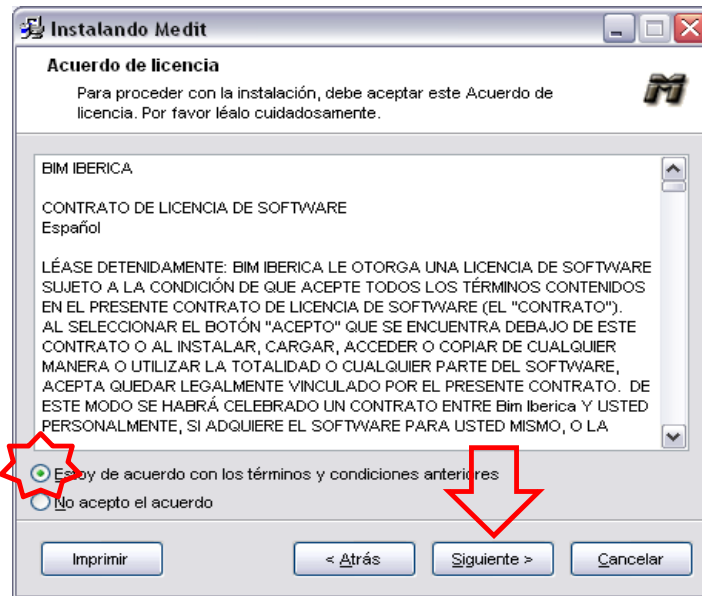 Instalando Medit
Acuerdo de licencia
Para proceder con la instalación, debe aceptar este Acuerdo de
licencia. Por favor léalo cuidadosamente.
M
BIM IBERICA
CONTRATO DE LICENCIA DE SOFTWARE
Español
LÉASE DETENIDAMENTE: BIM IBERICA LE OTORGA UNA LICENCIA DE SOFTWARE
SUJETO A LA CONDICIÓN DE QUE ACEPTE TODOS LOS TÉRMINOS CONTENIDOS
EN EL PRESENTE CONTRATO DE LICENCIA DE SOFTWARE (EL "CONTRATO").
AL SELECCIONAR EL BOTÓN "ACEPTO" QUE SE ENCUENTRA DEBAJO DE ESTE
CONTRATO O AL INSTALAR, CARGAR, ACCEDER O COPIAR DE CUALQUIER
MANERA O UTILIZAR LA TOTALIDAD O CUALQUIER PARTE DEL SOFTWARE,
ACEPTA QUEDAR LEGALMENTE VINCULADO POR EL PRESENTE CONTRATO.  DE
ESTE MODO SE HABRÁ CELEBRADO UN CONTRATO ENTRE Bim Iberica Y USTED
PERSONALMENTE, SI ADQUIERE EL SOFTWARE PARA USTED MISMO, O LA
Estoy de acuerdo con los términos y condiciones anteriores
No acepto el acuerdo
Imprimir
< Atrás
Siguiente >
Cancelar